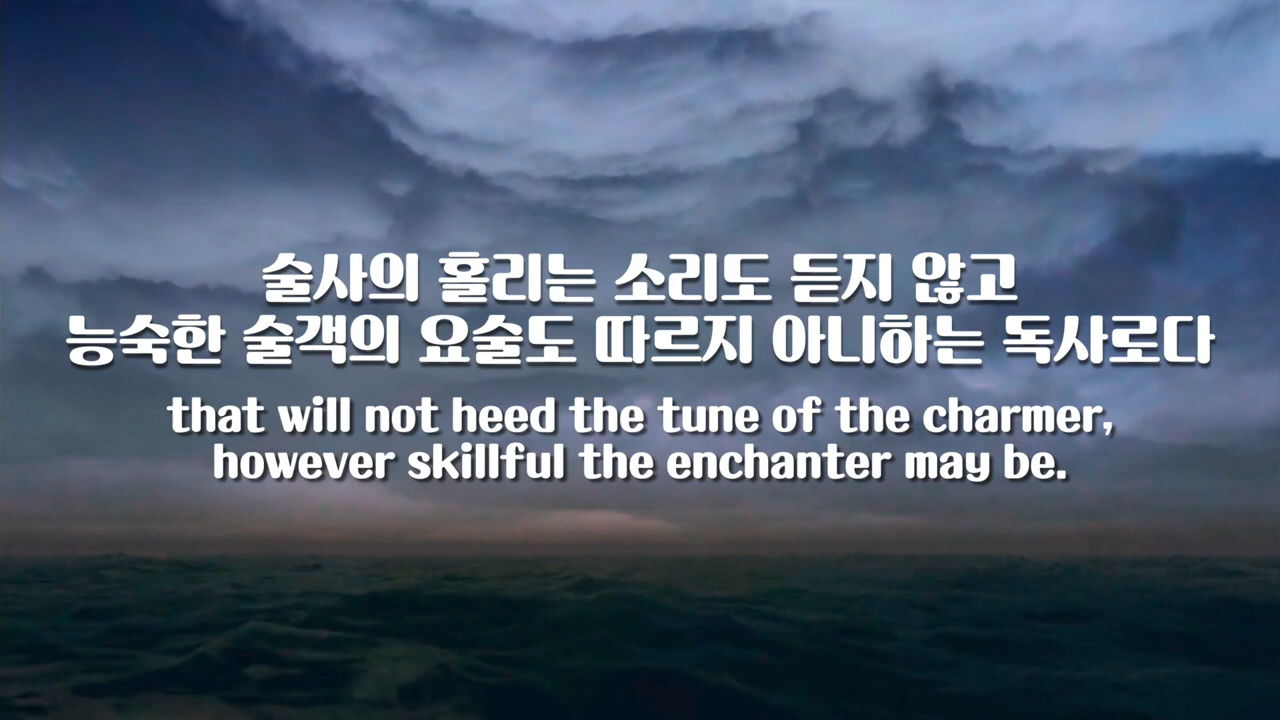 술사의 홀리는 소리도 듣지 않고
능숙한 술객의 요술도 따르지 아니하는 독사로다
that will not heed the tune of the charmer,
however skillful the enchanter may be.